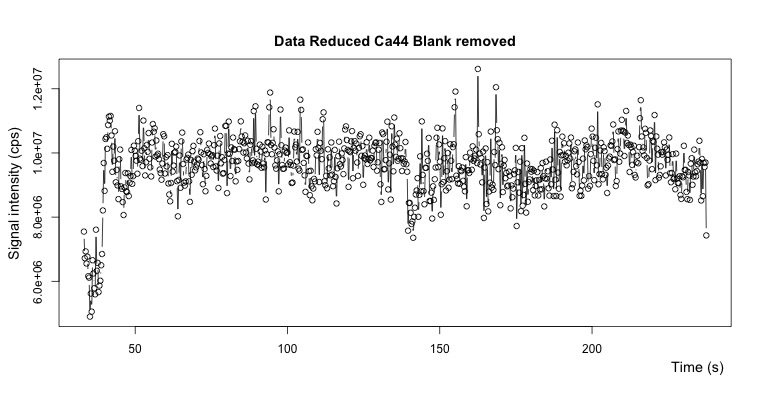 Data Reduced Ca44 Blank removed
Signal intensity (cps)
1.2e+07
1.0e+07
8.0e+06
6.0e+06
50 100 150 200
Time (s)